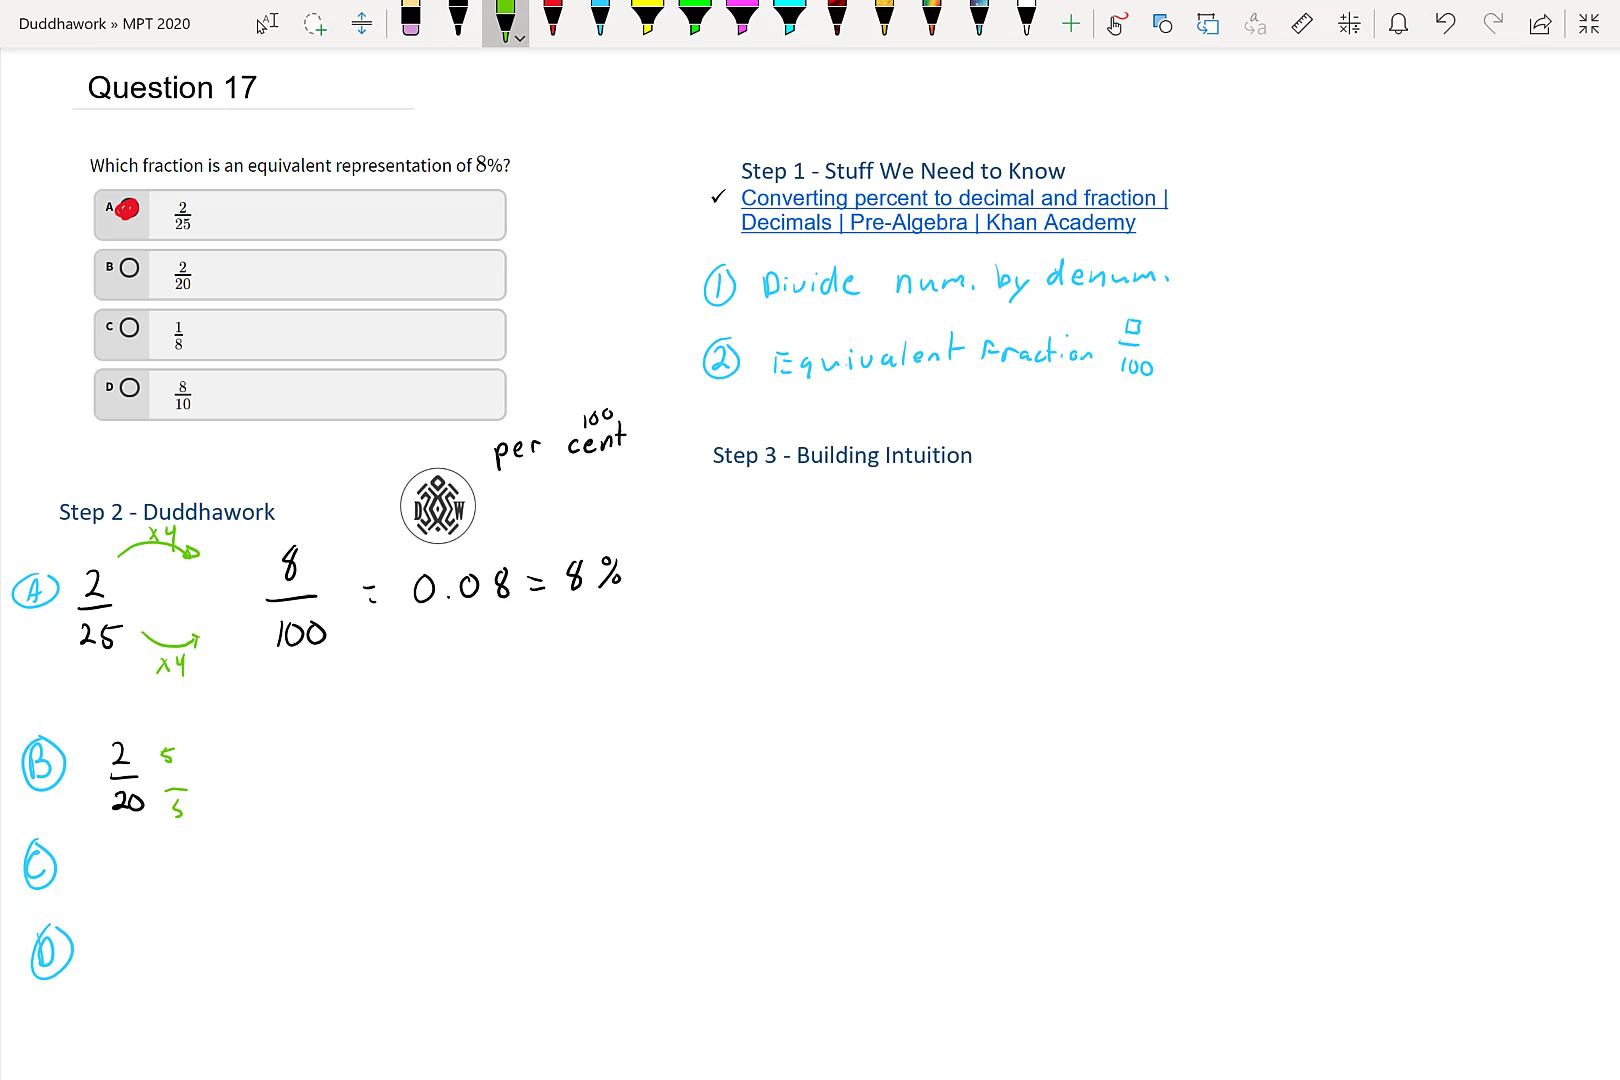 Duddhawork » MPT 2020
Question 17
Which fraction is an equivalent representation of 8%?
A 2/25
B 2/20
C 1/8
D 8/10
Step 1 - Stuff We Need to Know
✓ Converting percent to decimal and fraction |
Decimals | Pre-Algebra | Khan Academy
① Divide num. by denum.
② Equivalent Fraction □/100
100
per cent
Step 3 - Building Intuition
D S W
Step 2 - Duddhawork
x4
A 2/25 8/100 = 0.08 = 8%
x4
B 2/20 5/5
C
D